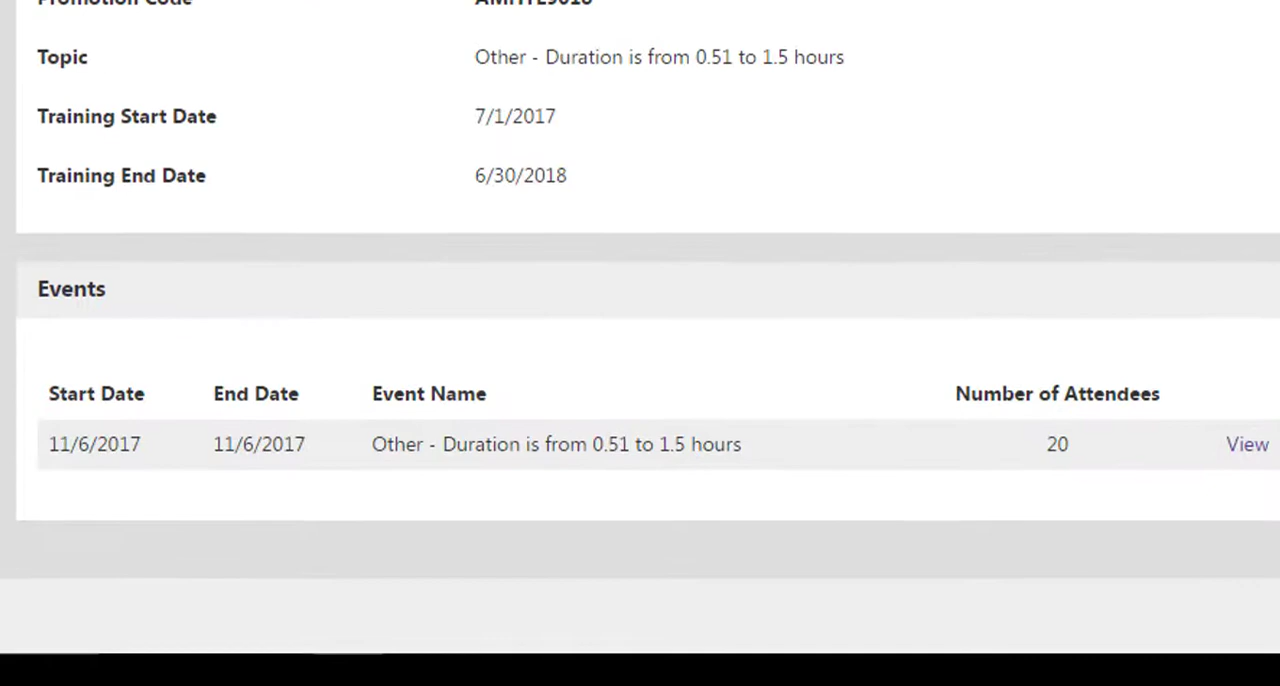 Promotion Code
Topic Other - Duration is from 0.51 to 1.5 hours
Training Start Date 7/1/2017
Training End Date 6/30/2018
Events
Start Date End Date Event Name Number of Attendees
11/6/2017 11/6/2017 Other - Duration is from 0.51 to 1.5 hours 20 View